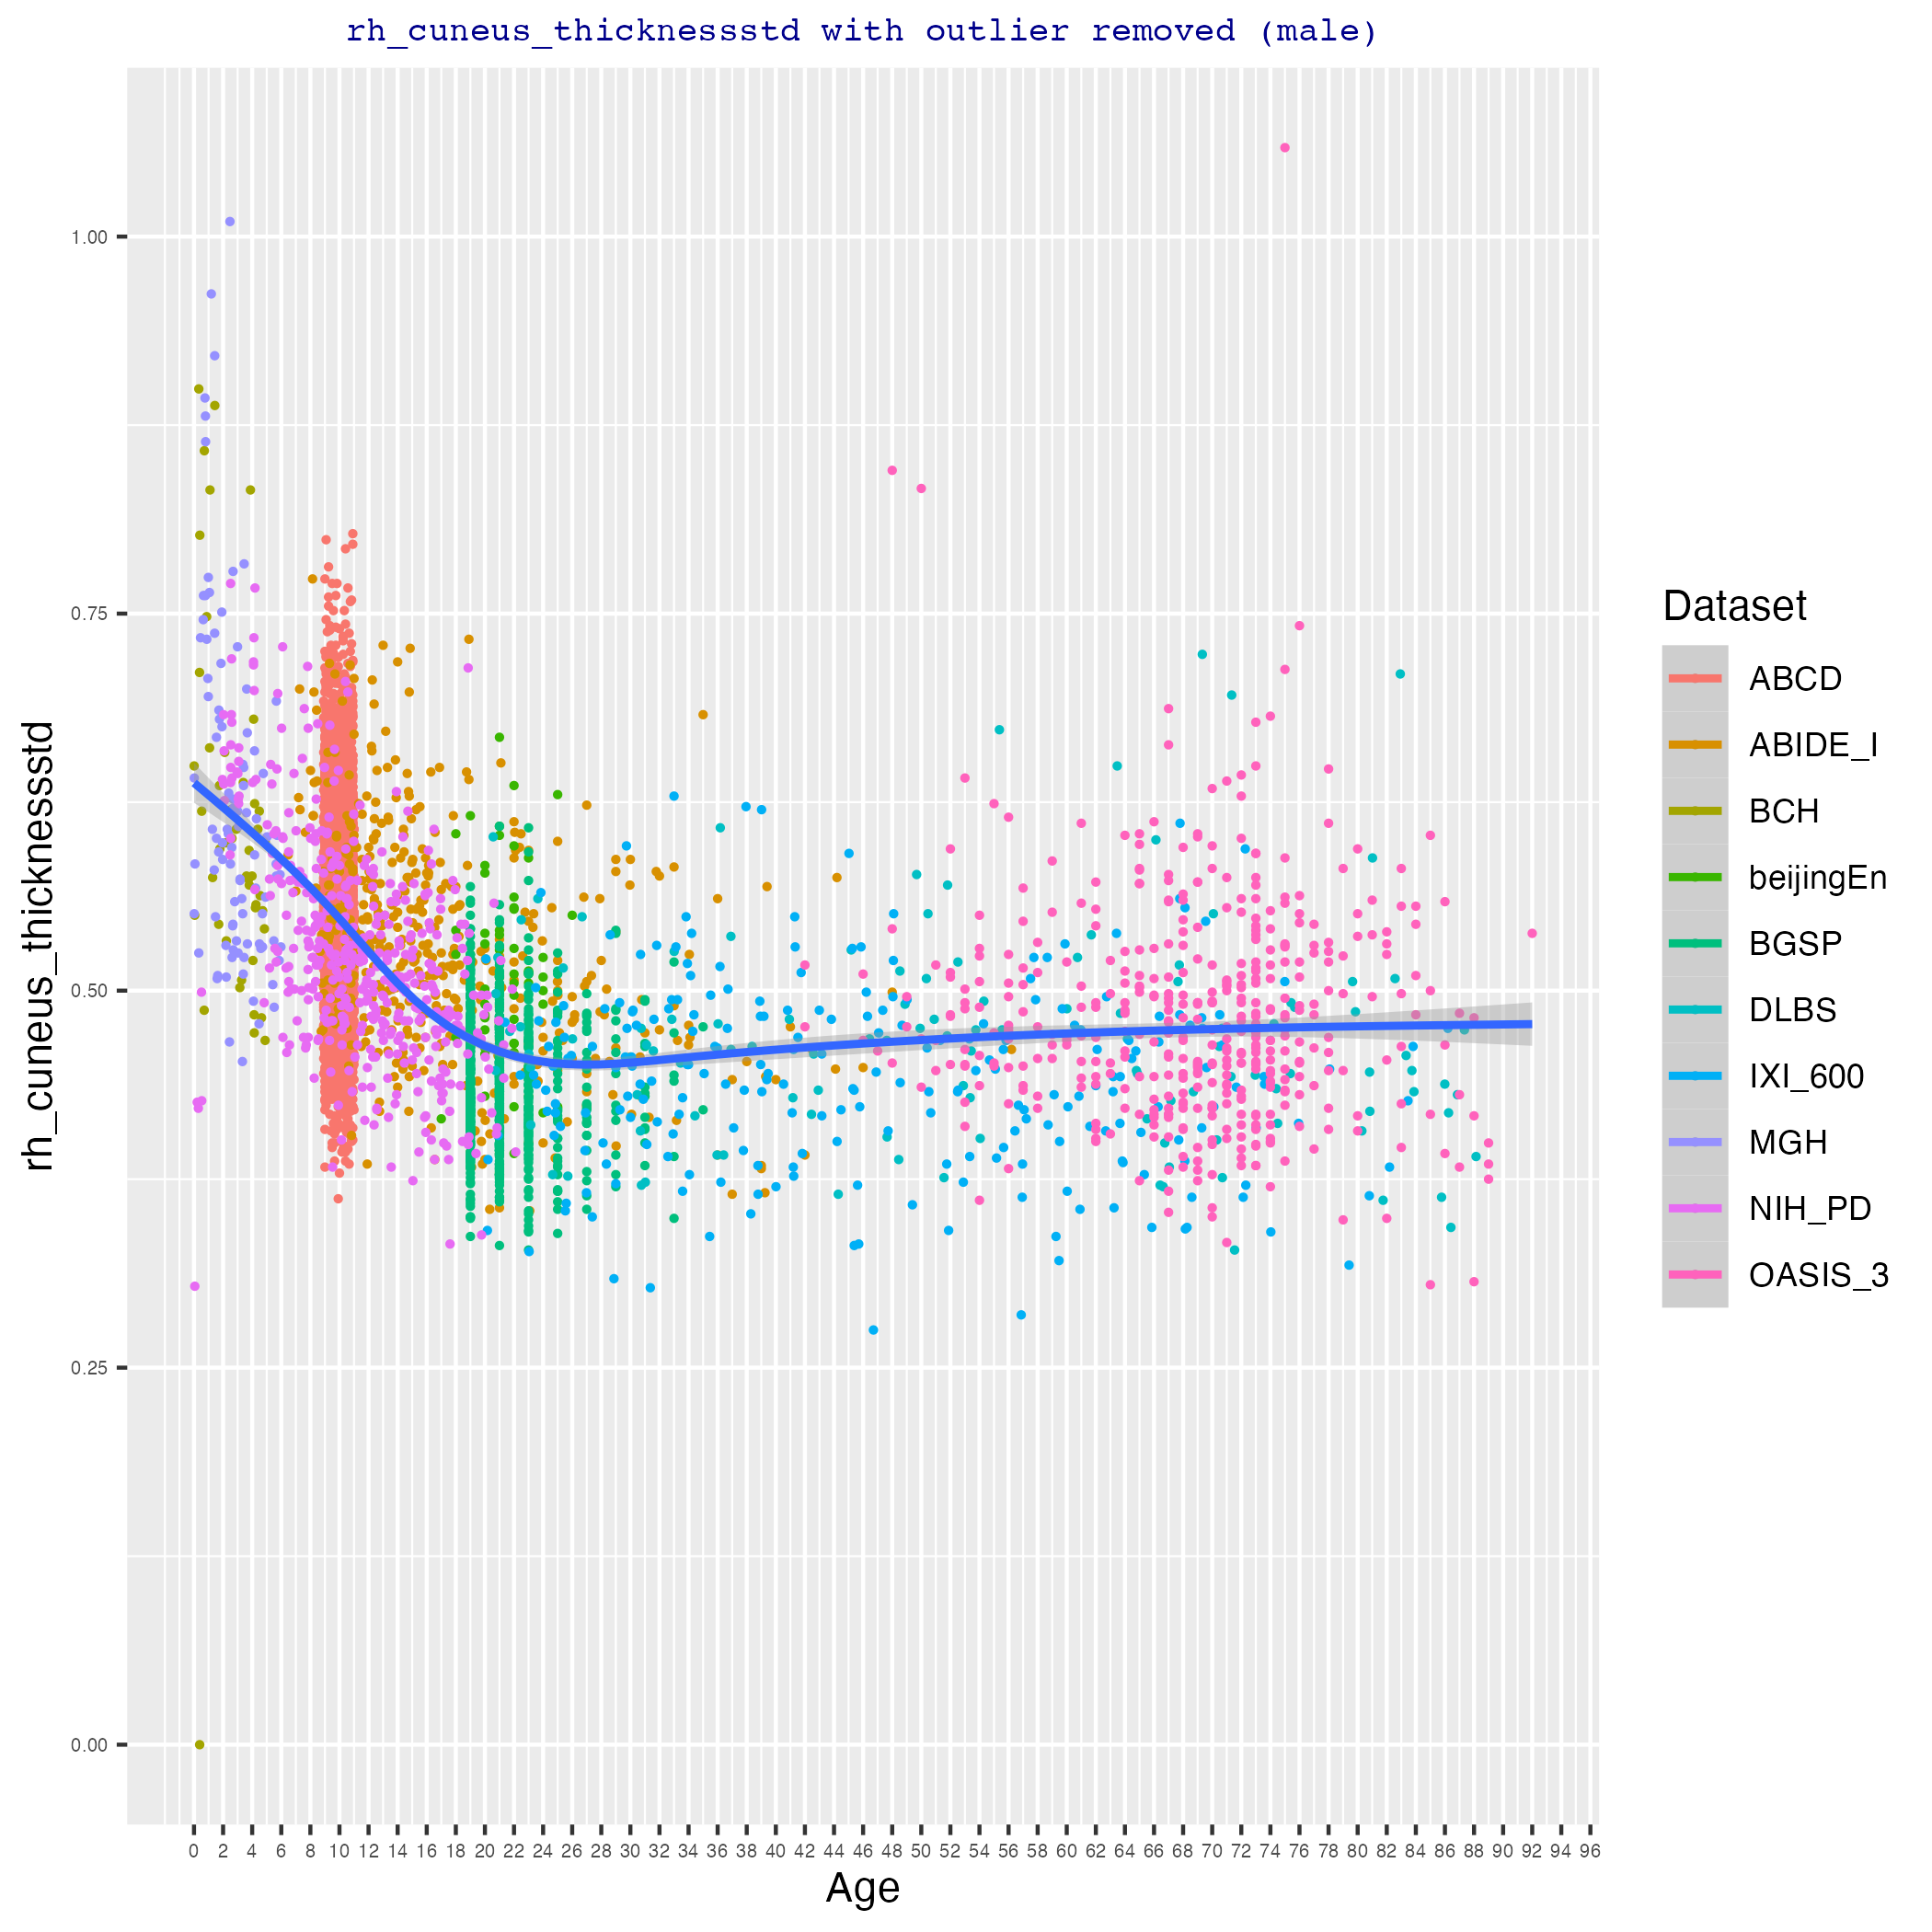 rh_cuneus_thicknessstd with outlier removed (male)
rh_cuneus_thicknessstd
1.00
0.75
0.50
0.25
0.00
0 2 4 6 8 10 12 14 16 18 20 22 24 26 28 30 32 34 36 38 40 42 44 46 48 50 52 54 56 58 60 62 64 66 68 70 72 74 76 78 80 82 84 86 88 90 92 94 96
Age
Dataset
ABCD
ABIDE_I
BCH
beijingEn
BGSP
DLBS
IXI_600
MGH
NIH_PD
OASIS_3